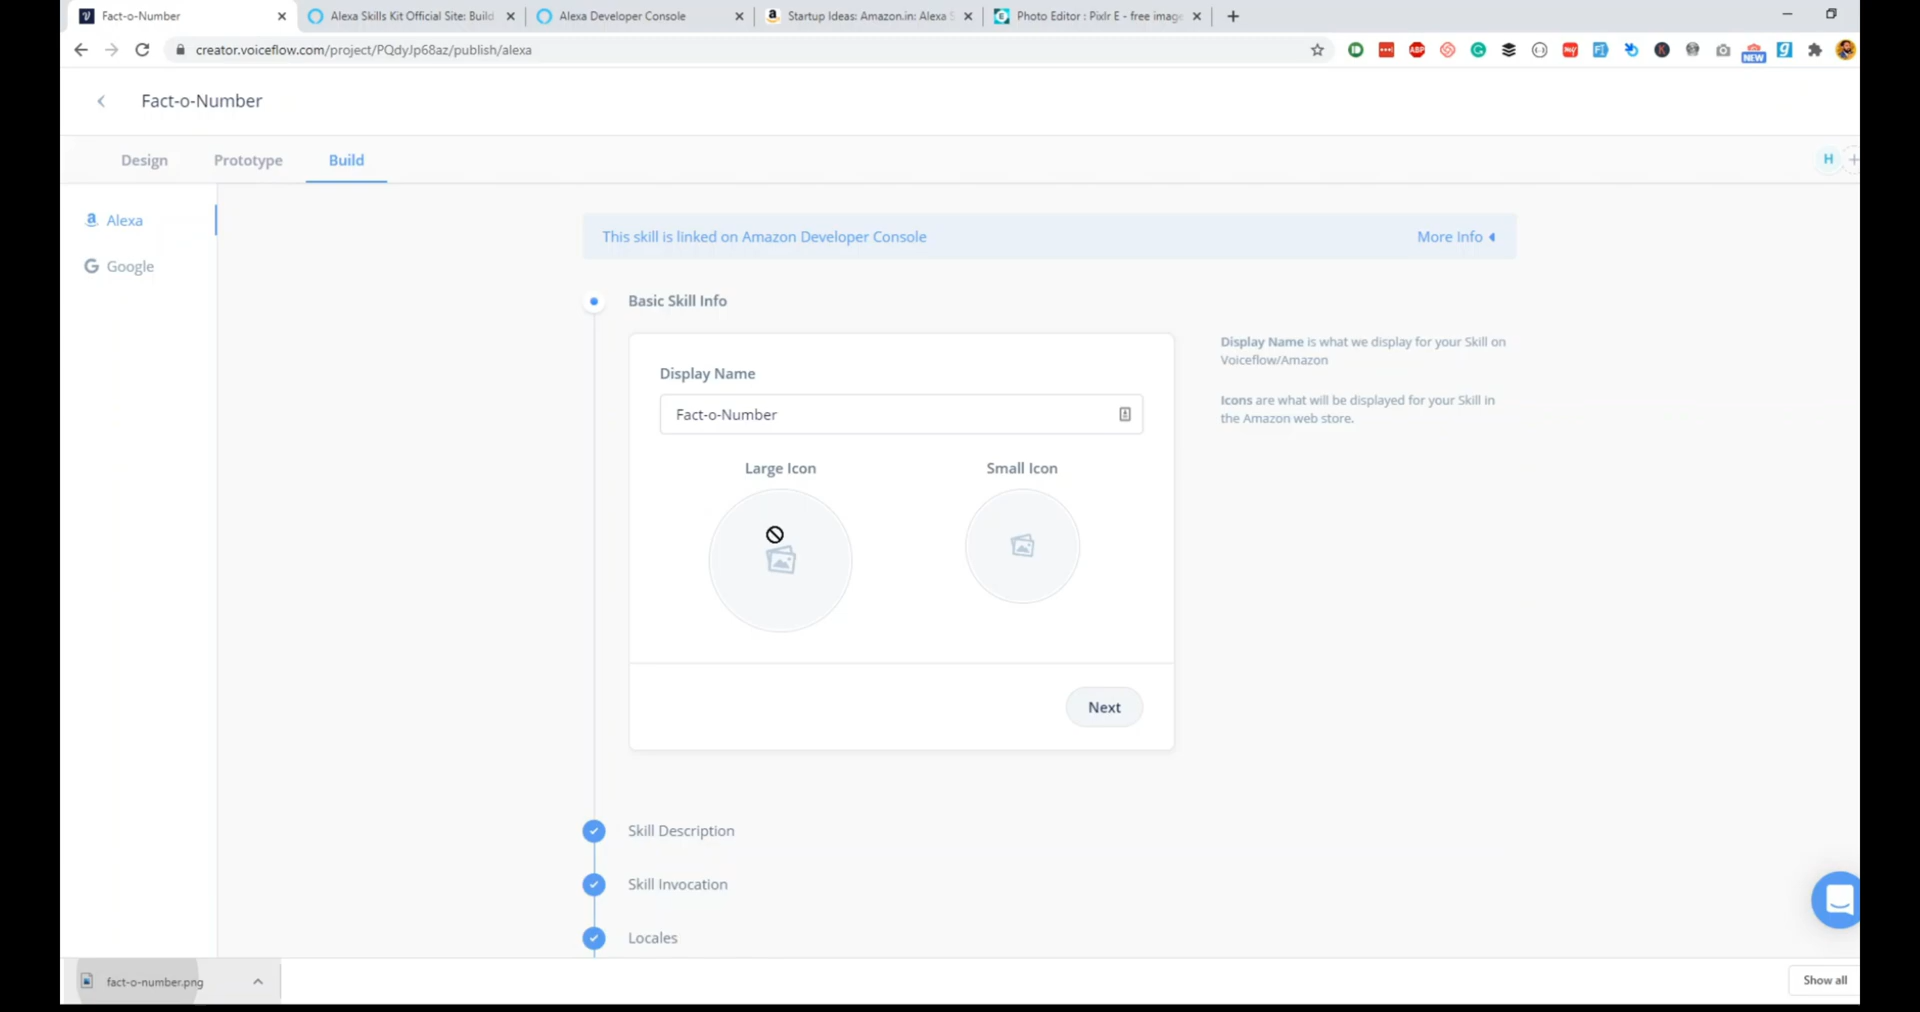 Fact-o-Number
Alexa Skills Kit Official Site: Build
Alexa Developer Console
Startup Ideas: Amazon.in: Alexa S
Photo Editor : Pixlr E - free image
creator.voiceflow.com/project/PQdyJp68az/publish/alexa
ABP
NEW
Fact-o-Number
Design
Prototype
Build
H
Alexa
Google
This skill is linked on Amazon Developer Console
More Info
Basic Skill Info
Display Name
Fact-o-Number
Large Icon
Small Icon
Next
Display Name is what we display for your Skill on
Voiceflow/Amazon
Icons are what will be displayed for your Skill in
the Amazon web store.
Skill Description
Skill Invocation
Locales
fact-o-number.png
Show all